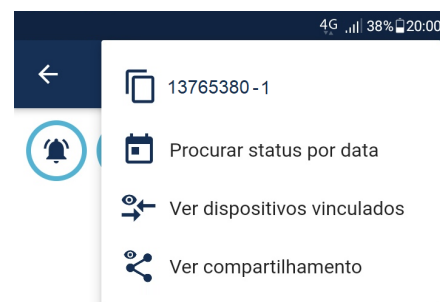 4G 38% 20:00
13765380-1
Procurar status por data
Ver dispositivos vinculados
Ver compartilhamento